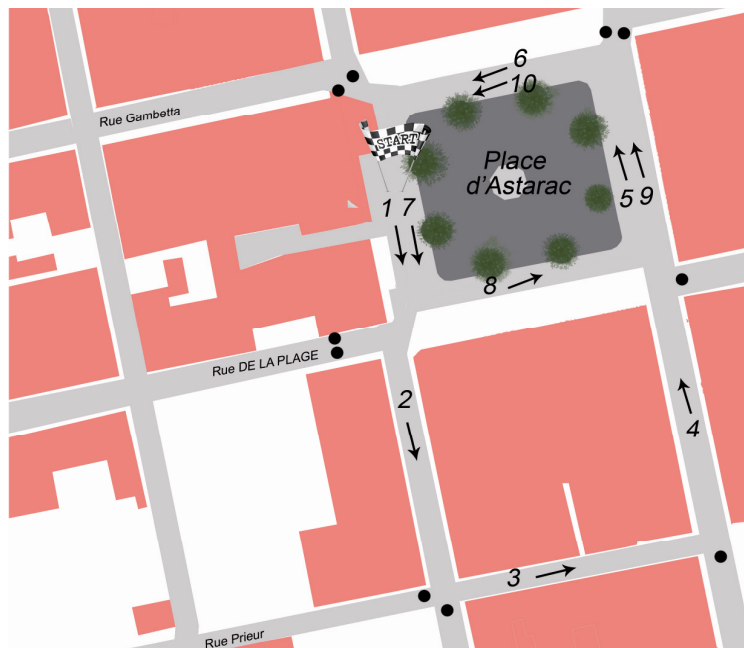 6
10
Rue Gambetta
START
Place
d'Astarac
1 7
5 9
8
Rue DE LA PLAGE
2
4
3
Rue Prieur